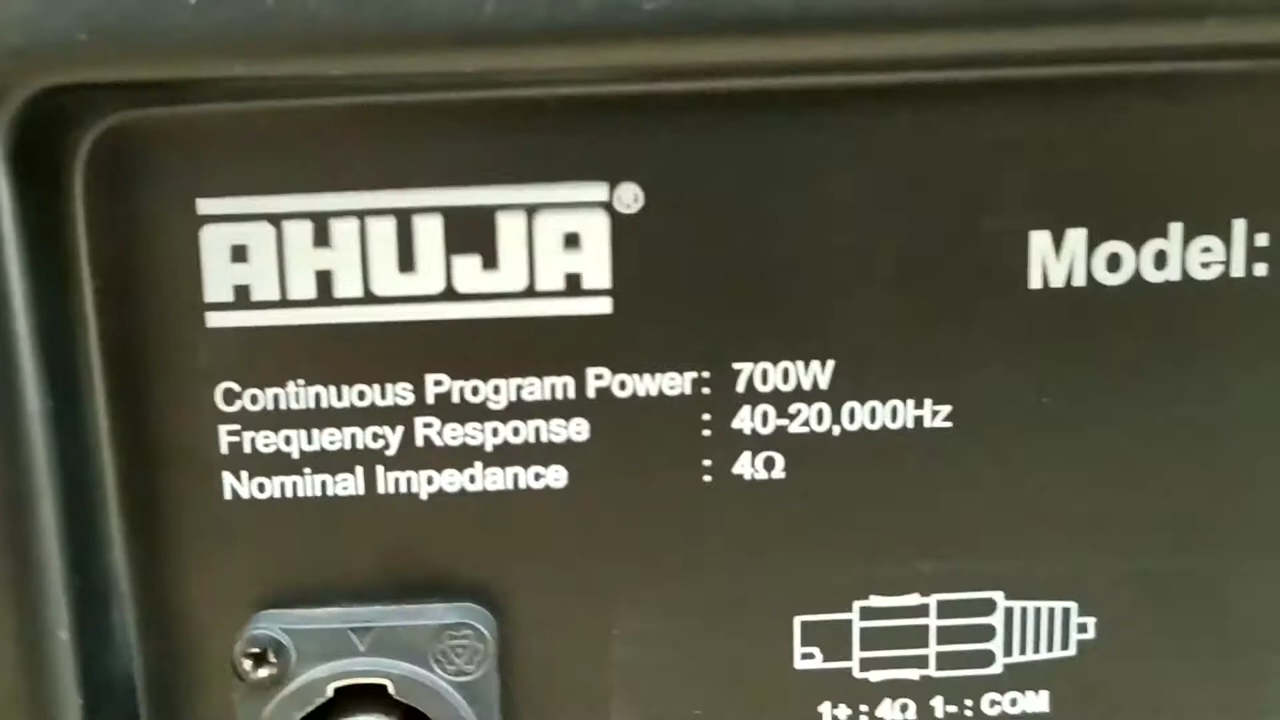 AHUJA®
Model:
Continuous Program Power: 700W
Frequency Response : 40-20,000Hz
Nominal Impedance : 4Ω
1+ : 4Ω 1- : COM